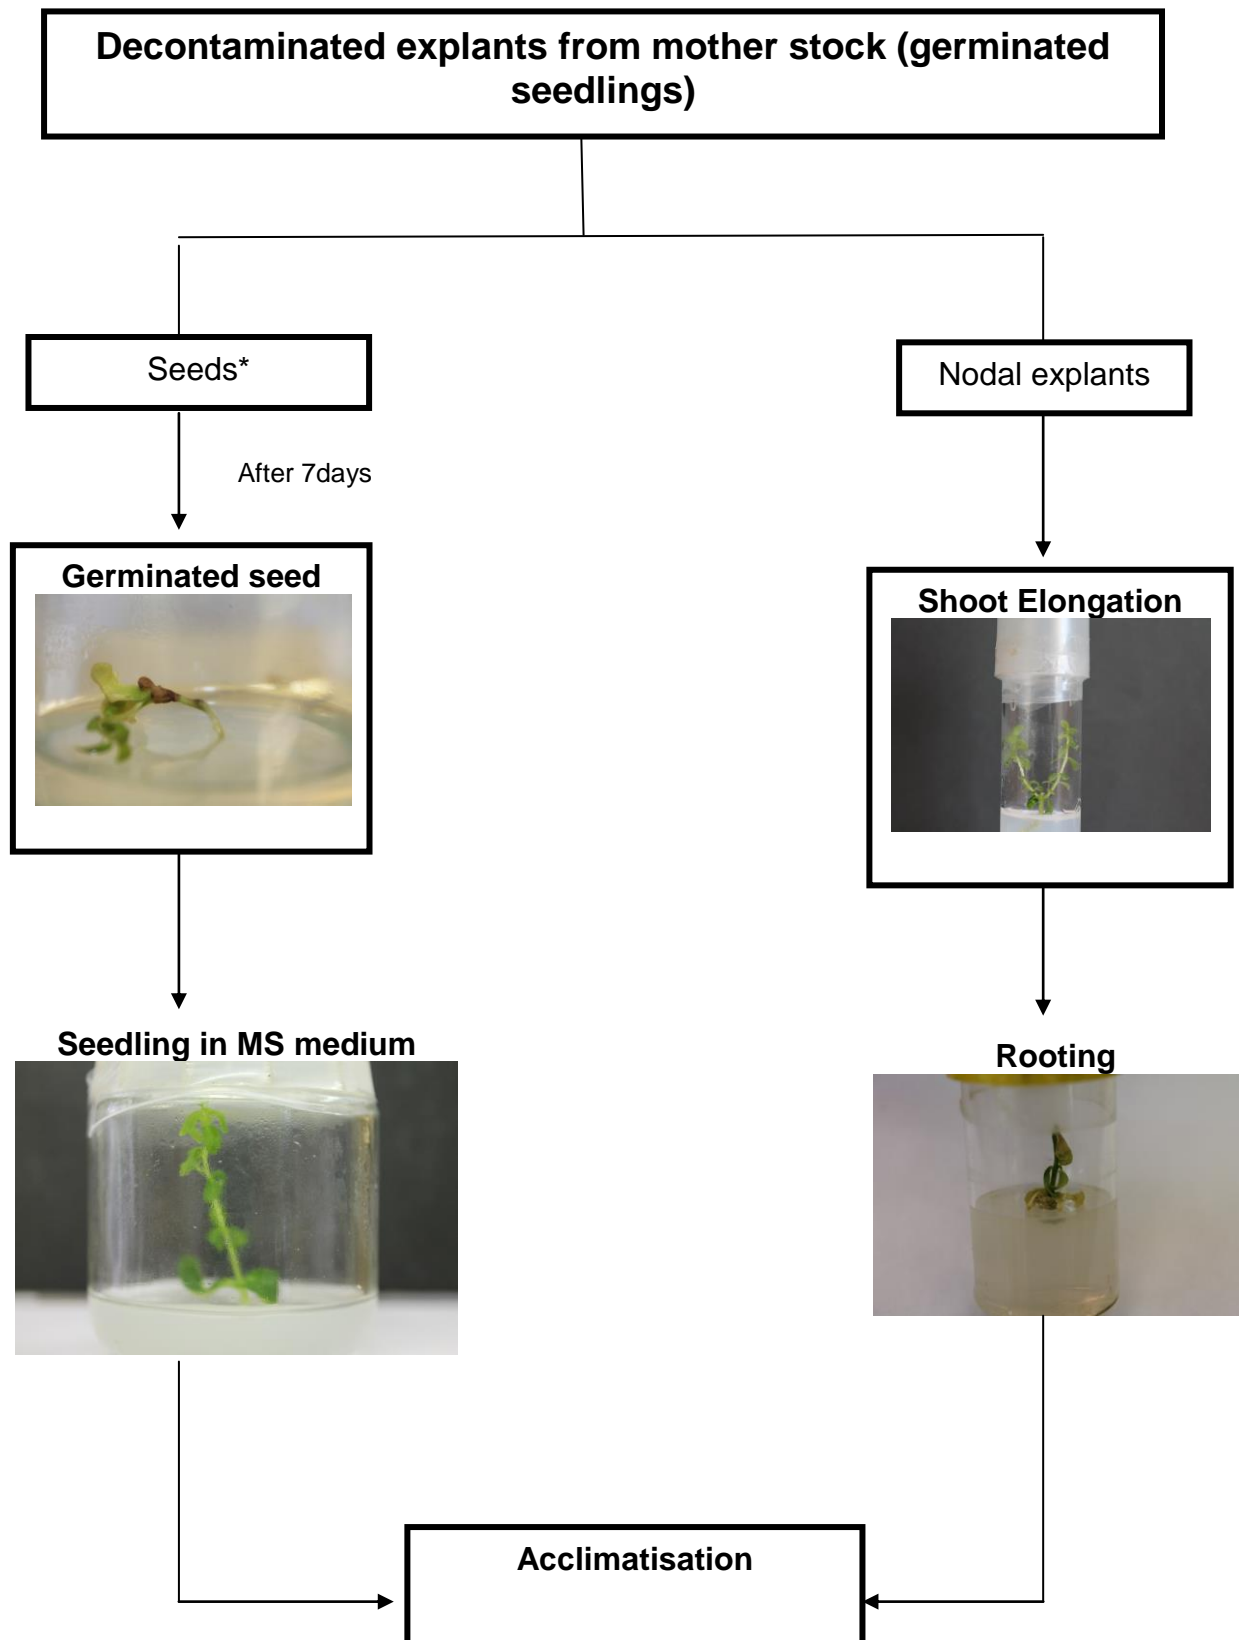 Decontaminated explants from mother stock (germinated
seedlings)
Seeds*
Nodal explants
After 7days
Germinated seed
Shoot Elongation
Seedling in MS medium
Rooting
Acclimatisation